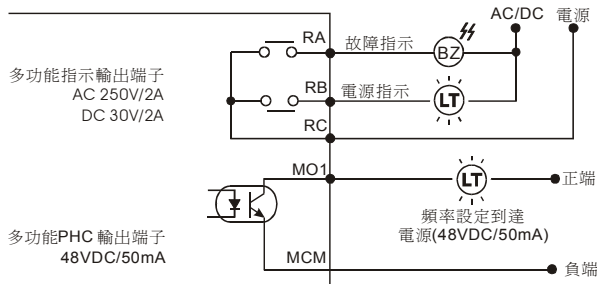 AC/DC 電源
RA 故障指示 BZ
多功能指示輸出端子
AC 250V/2A
DC 30V/2A
RB 電源指示 LT
RC
MO1 LT 正端
頻率設定到達
電源(48VDC/50mA)
多功能PHC 輸出端子
48VDC/50mA
MCM 負端